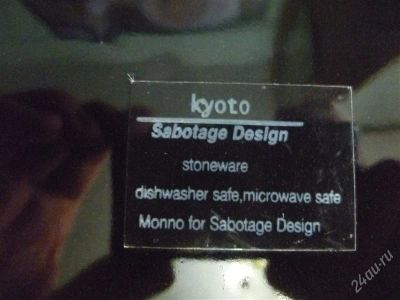 kyoto
Sabotage Design
stoneware
dishwasher safe,microwave safe
Monno for Sabotage Design
24au.ru